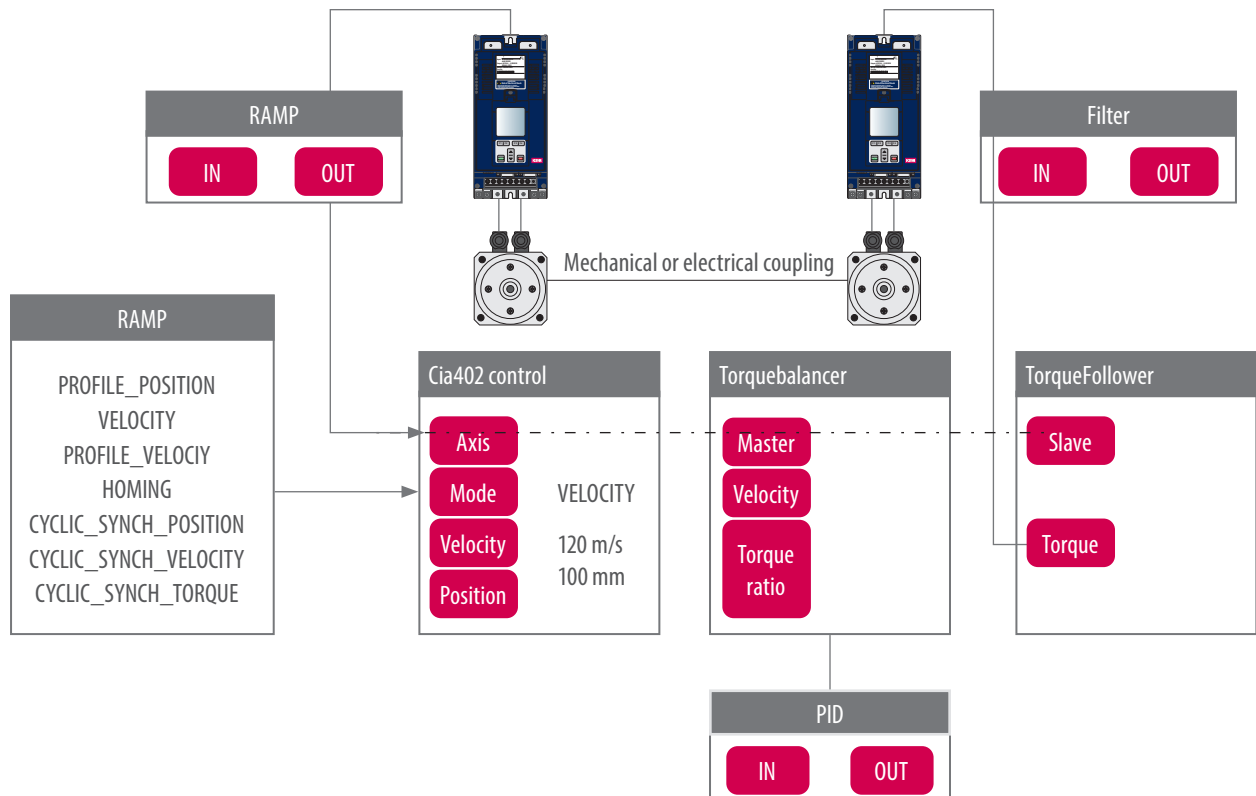 RAMP
IN
OUT
Filter
IN
OUT
Mechanical or electrical coupling
RAMP
PROFILE_POSITION
VELOCITY
PROFILE_VELOCIY
HOMING
CYCLIC_SYNCH_POSITION
CYCLIC_SYNCH_VELOCITY
CYCLIC_SYNCH_TORQUE
Cia402 control
Axis
Mode
VELOCITY
Velocity
120 m/s
Position
100 mm
Torquebalancer
Master
Velocity
Torque
ratio
TorqueFollower
Slave
Torque
PID
IN
OUT